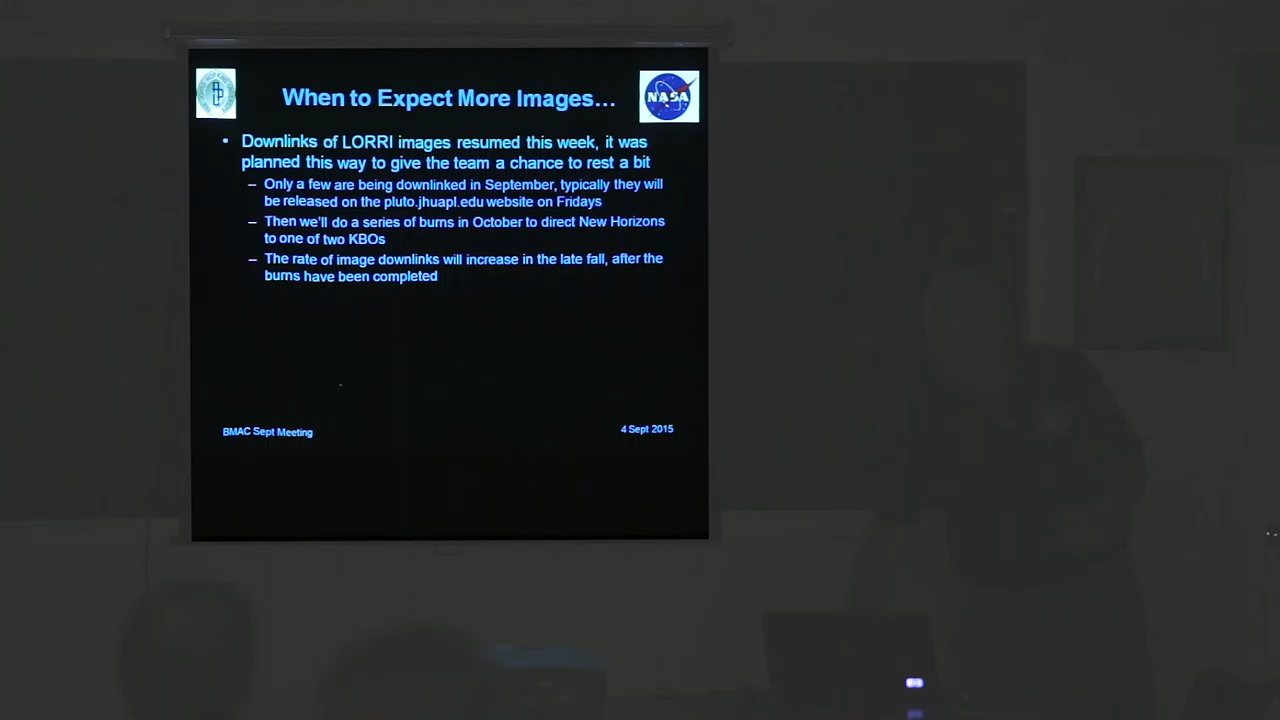 When to Expect More Images…
NASA
• Downlinks of LORRI images resumed this week, it was
planned this way to give the team a chance to rest a bit
– Only a few are being downlinked in September, typically they will
be released on the pluto.jhuapl.edu website on Fridays
– Then we'll do a series of burns in October to direct New Horizons
to one of two KBOs
– The rate of image downlinks will increase in the late fall, after the
burns have been completed
BMAC Sept Meeting
4 Sept 2015